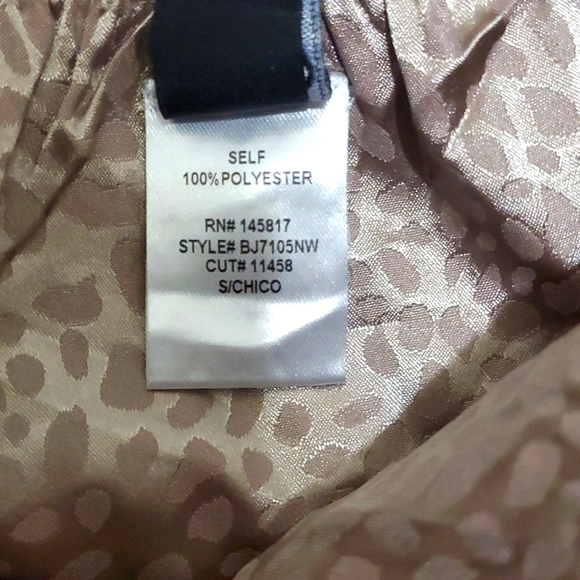 SELF
100%POLYESTER
RN# 145817
STYLE# BJ7105NW
CUT# 11458
S/CHICO